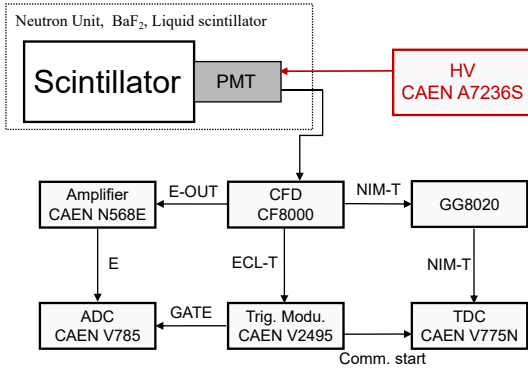 Neutron Unit, BaF₂, Liquid scintillator
Scintillator
PMT
HV
CAEN A7236S
Amplifier
CAEN N568E
E-OUT
CFD
CF8000
NIM-T
GG8020
E
ECL-T
NIM-T
ADC
CAEN V785
GATE
Trig. Modu.
CAEN V2495
TDC
CAEN V775N
Comm. start